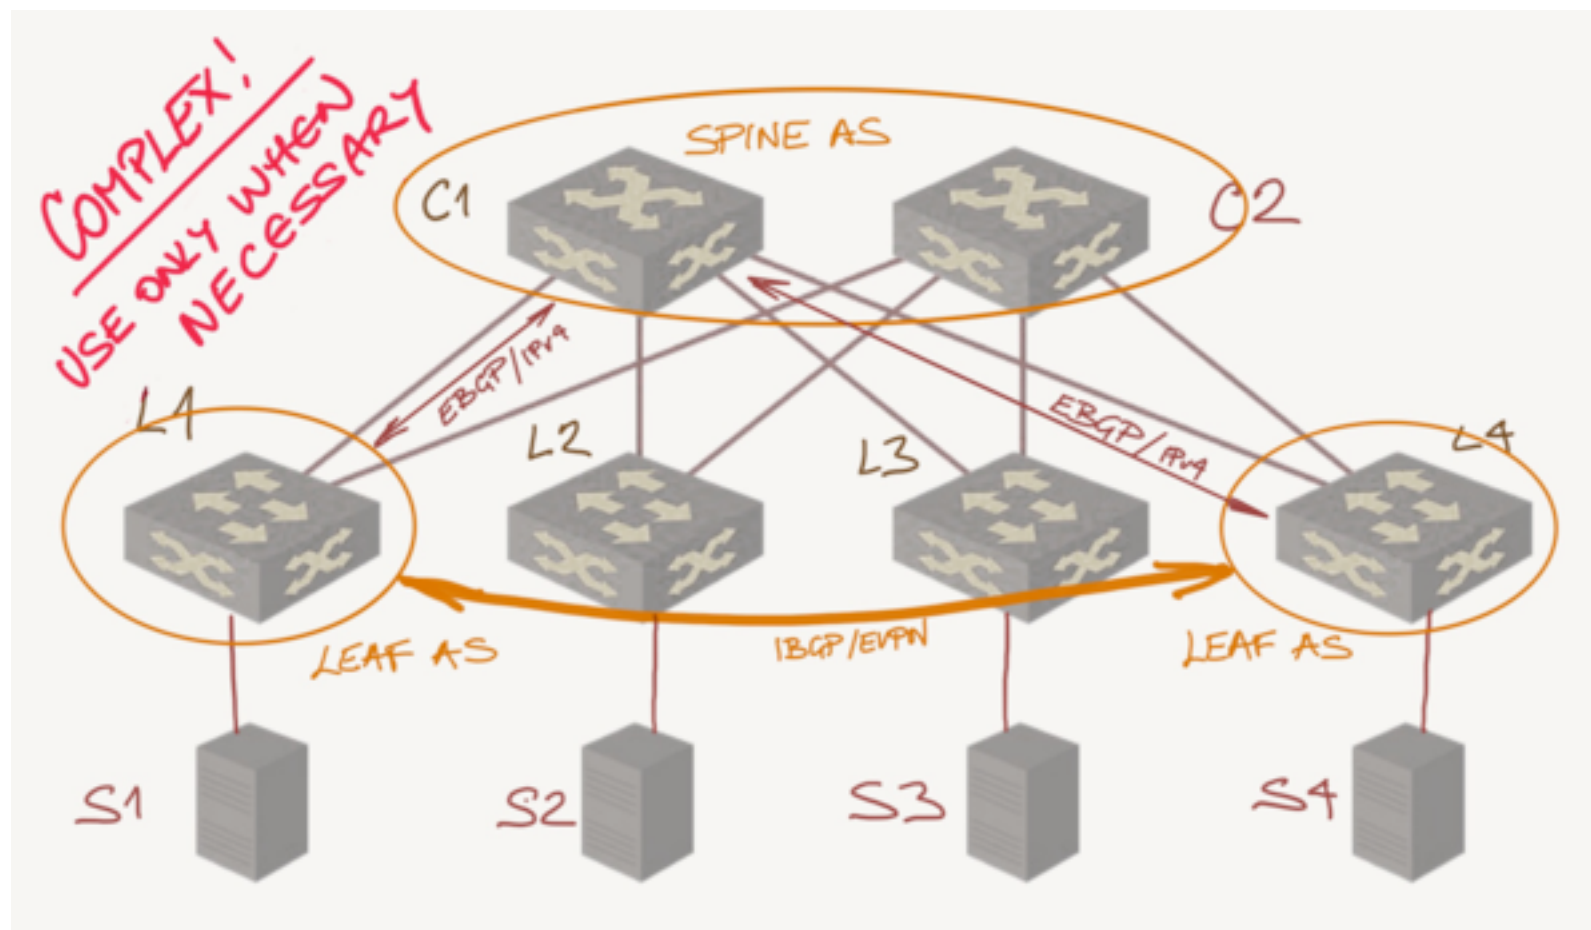 COMPLEX!
USE ONLY WHEN
NECESSARY
SPINE AS
C1
C2
EBGP/IPv4
L1
L2
L3
EBGP/IPv4
L4
LEAF AS
IBGP/EVPN
LEAF AS
S1
S2
S3
S4